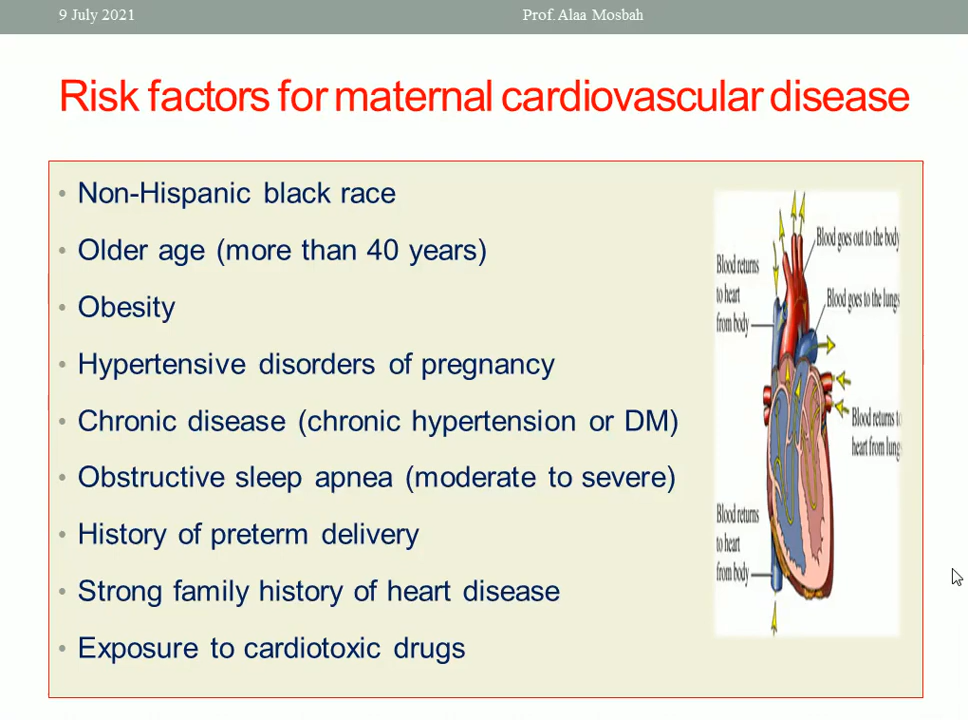 9 July 2021
Prof. Alaa Mosbah
Risk factors for maternal cardiovascular disease
• Non-Hispanic black race
• Older age (more than 40 years)
• Obesity
• Hypertensive disorders of pregnancy
• Chronic disease (chronic hypertension or DM)
• Obstructive sleep apnea (moderate to severe)
• History of preterm delivery
• Strong family history of heart disease
• Exposure to cardiotoxic drugs
Blood goes out to the body
Blood returns
to heart
from body
Blood goes to the lungs
Blood returns to
heart from lungs
Blood returns
to heart
from body